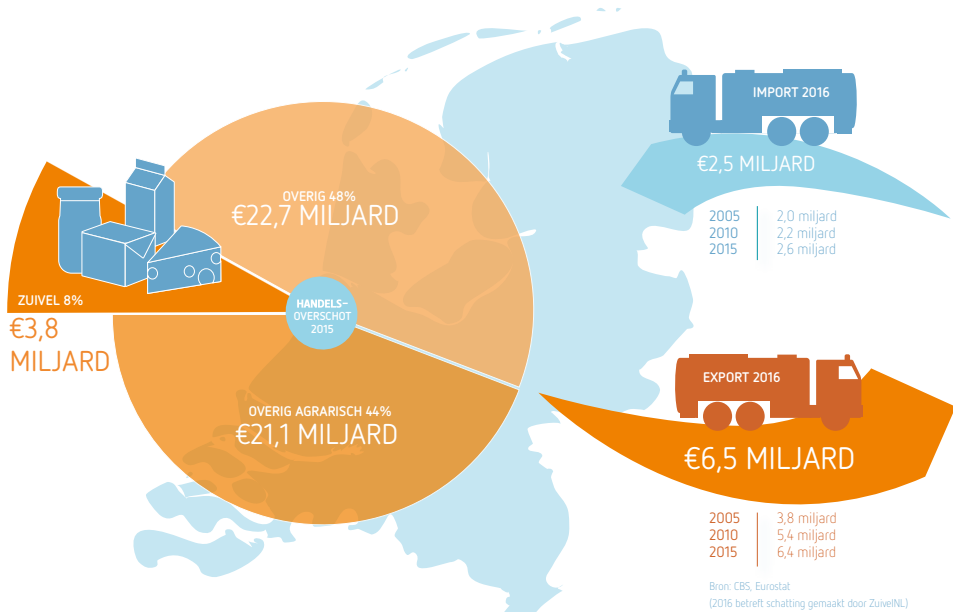 OVERIG 48%
€22,7 MILJARD
ZUIVEL 8%
€3,8
MILJARD
HANDELS-
OVERSCHOT
2015
OVERIG AGRARISCH 44%
€21,1 MILJARD
IMPORT 2016
€2,5 MILJARD
2005 2,0 miljard
2010 2,2 miljard
2015 2,6 miljard
EXPORT 2016
€6,5 MILJARD
2005 3,8 miljard
2010 5,4 miljard
2015 6,4 miljard
Bron: CBS, Eurostat
(2016 betreft schatting gemaakt door ZuivelNL)